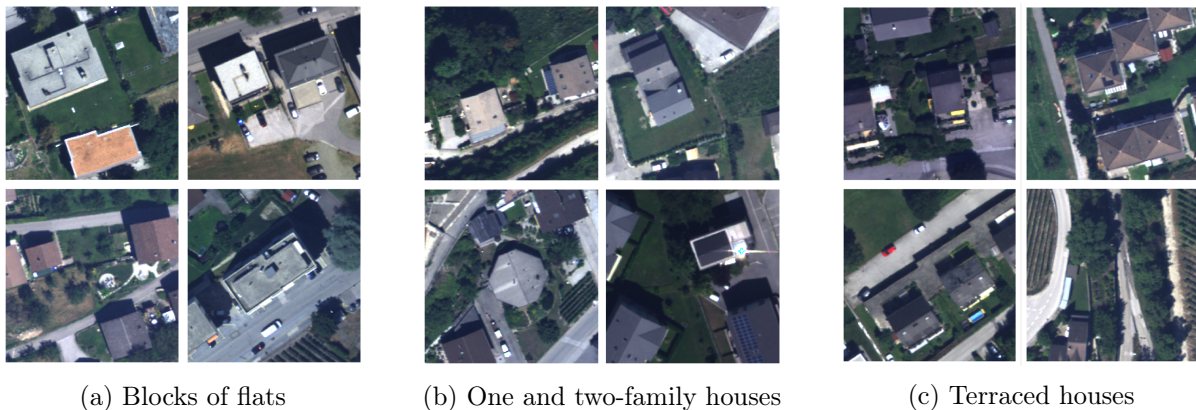 (a) Blocks of flats
(b) One and two-family houses
(c) Terraced houses